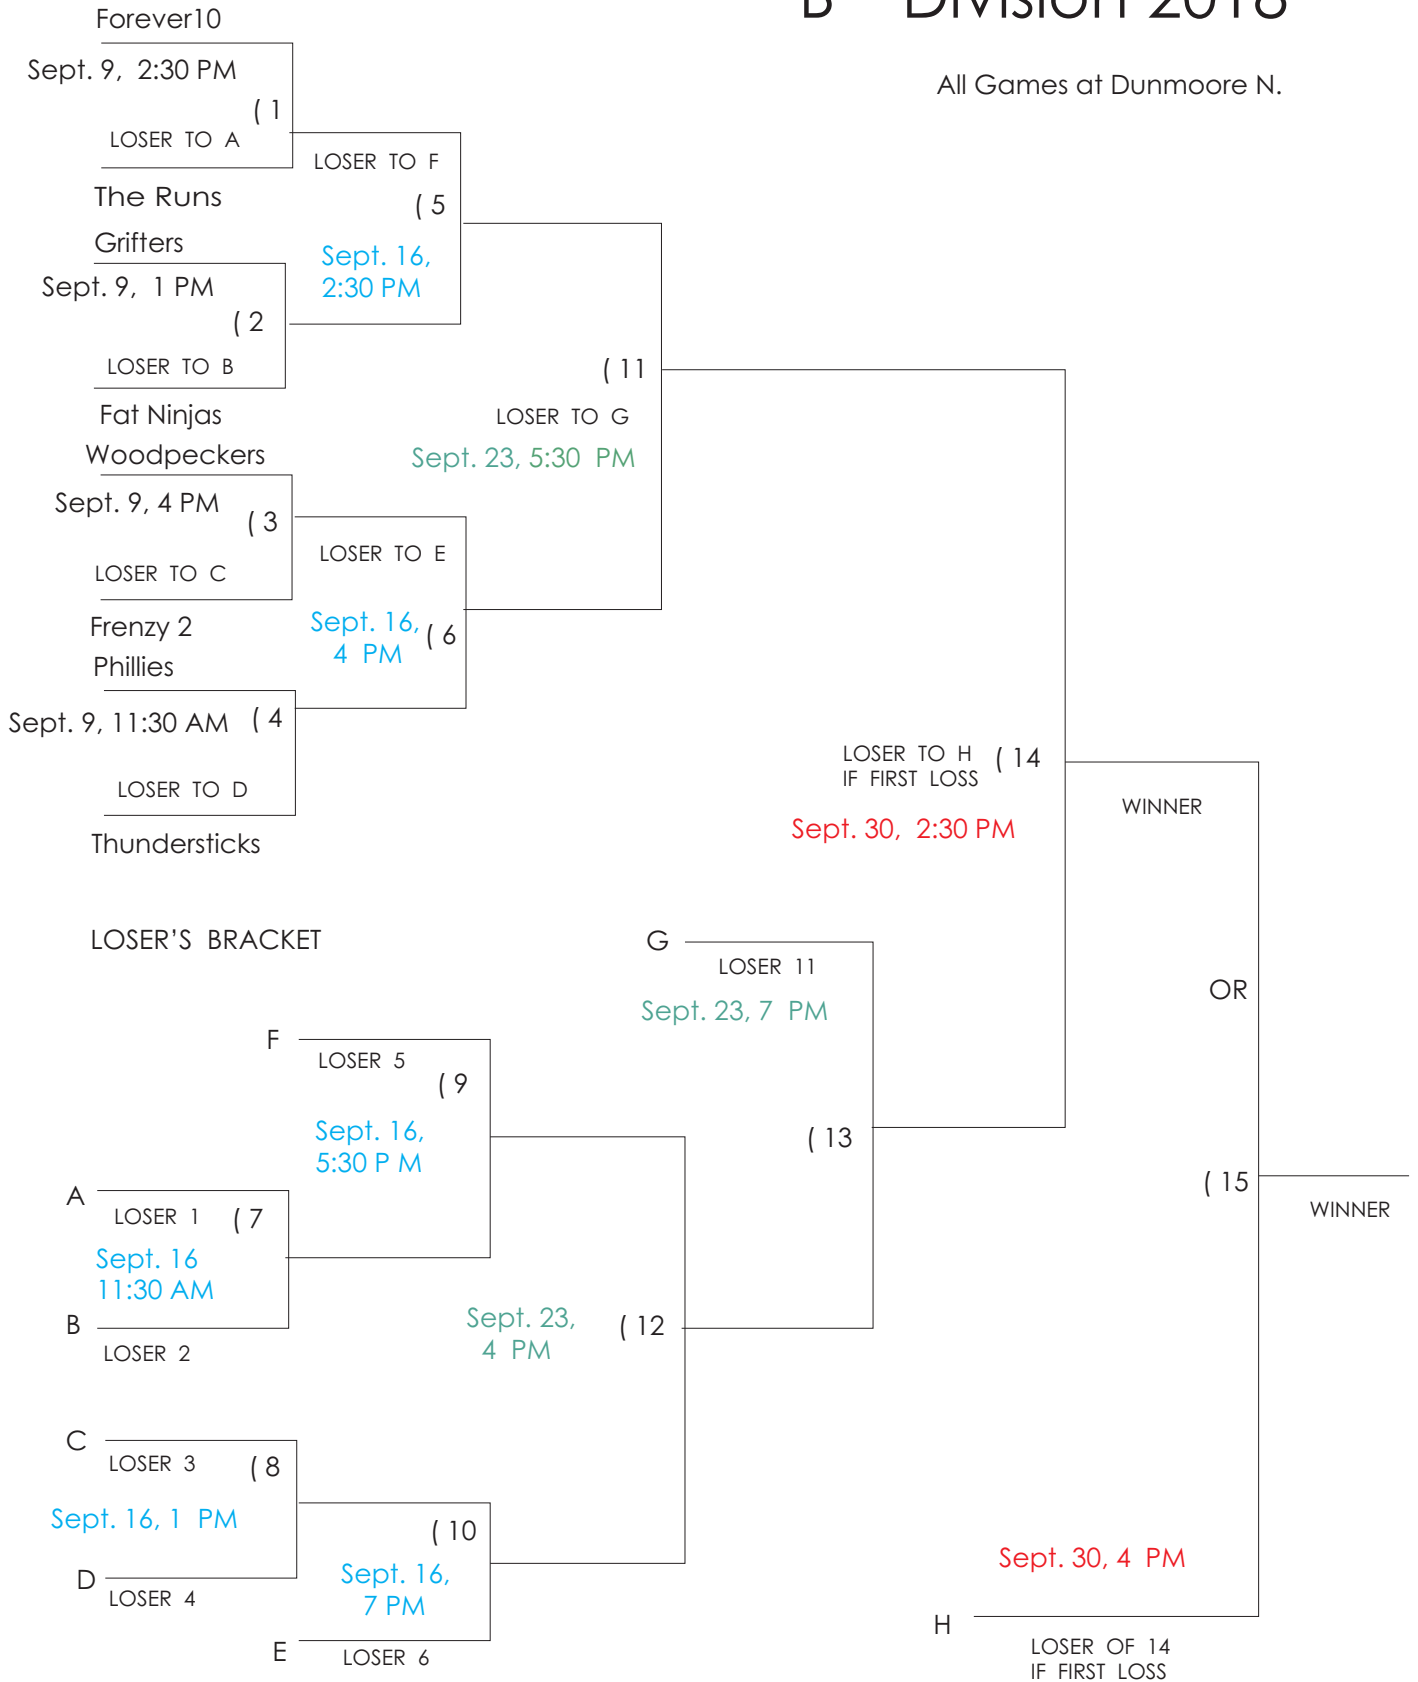 B Division 2018
All Games at Dunmoore N.
Forever10
Sept. 9, 2:30 PM
( 1
LOSER TO A
The Runs
LOSER TO F
( 5
Sept. 16,
2:30 PM
Grifters
Sept. 9, 1 PM
( 2
LOSER TO B
Fat Ninjas
( 11
LOSER TO G
Sept. 23, 5:30 PM
Woodpeckers
Sept. 9, 4 PM
( 3
LOSER TO C
Frenzy 2
LOSER TO E
Sept. 16,
4 PM
( 6
Phillies
Sept. 9, 11:30 AM
( 4
LOSER TO D
Thundersticks
LOSER TO H
IF FIRST LOSS
( 14
Sept. 30, 2:30 PM
WINNER
LOSER'S BRACKET
G
LOSER 11
Sept. 23, 7 PM
OR
F
LOSER 5
( 9
Sept. 16,
5:30 P M
( 13
A
LOSER 1
( 7
Sept. 16
11:30 AM
B
LOSER 2
( 15
WINNER
Sept. 23,
4 PM
( 12
C
LOSER 3
( 8
Sept. 16, 1 PM
D
LOSER 4
( 10
Sept. 16,
7 PM
E
LOSER 6
Sept. 30, 4 PM
H
LOSER OF 14
IF FIRST LOSS